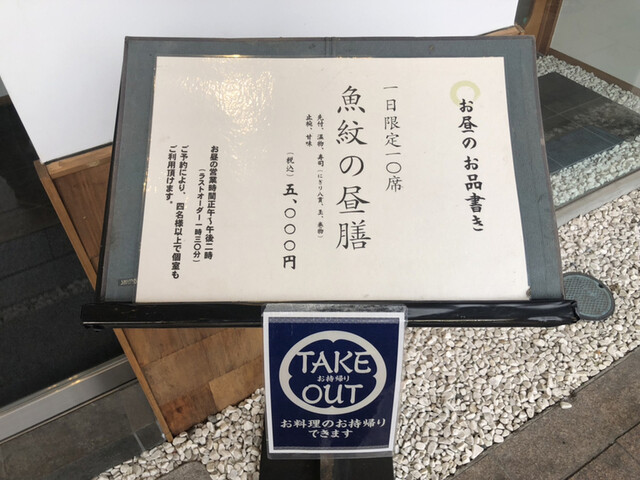 お昼のお品書き
一日限定一〇席
魚紋の昼膳
先付、温物、寿司（にぎり八貫、玉、巻物）
止椀、甘味
（税込）五、〇〇〇円
お昼の営業時間正午〜午後二時
（ラストオーダー一時三〇分）
ご予約により、四名様以上で個室も
ご利用頂けます。
TAKE
お持帰り
OUT
お料理のお持帰り
できます